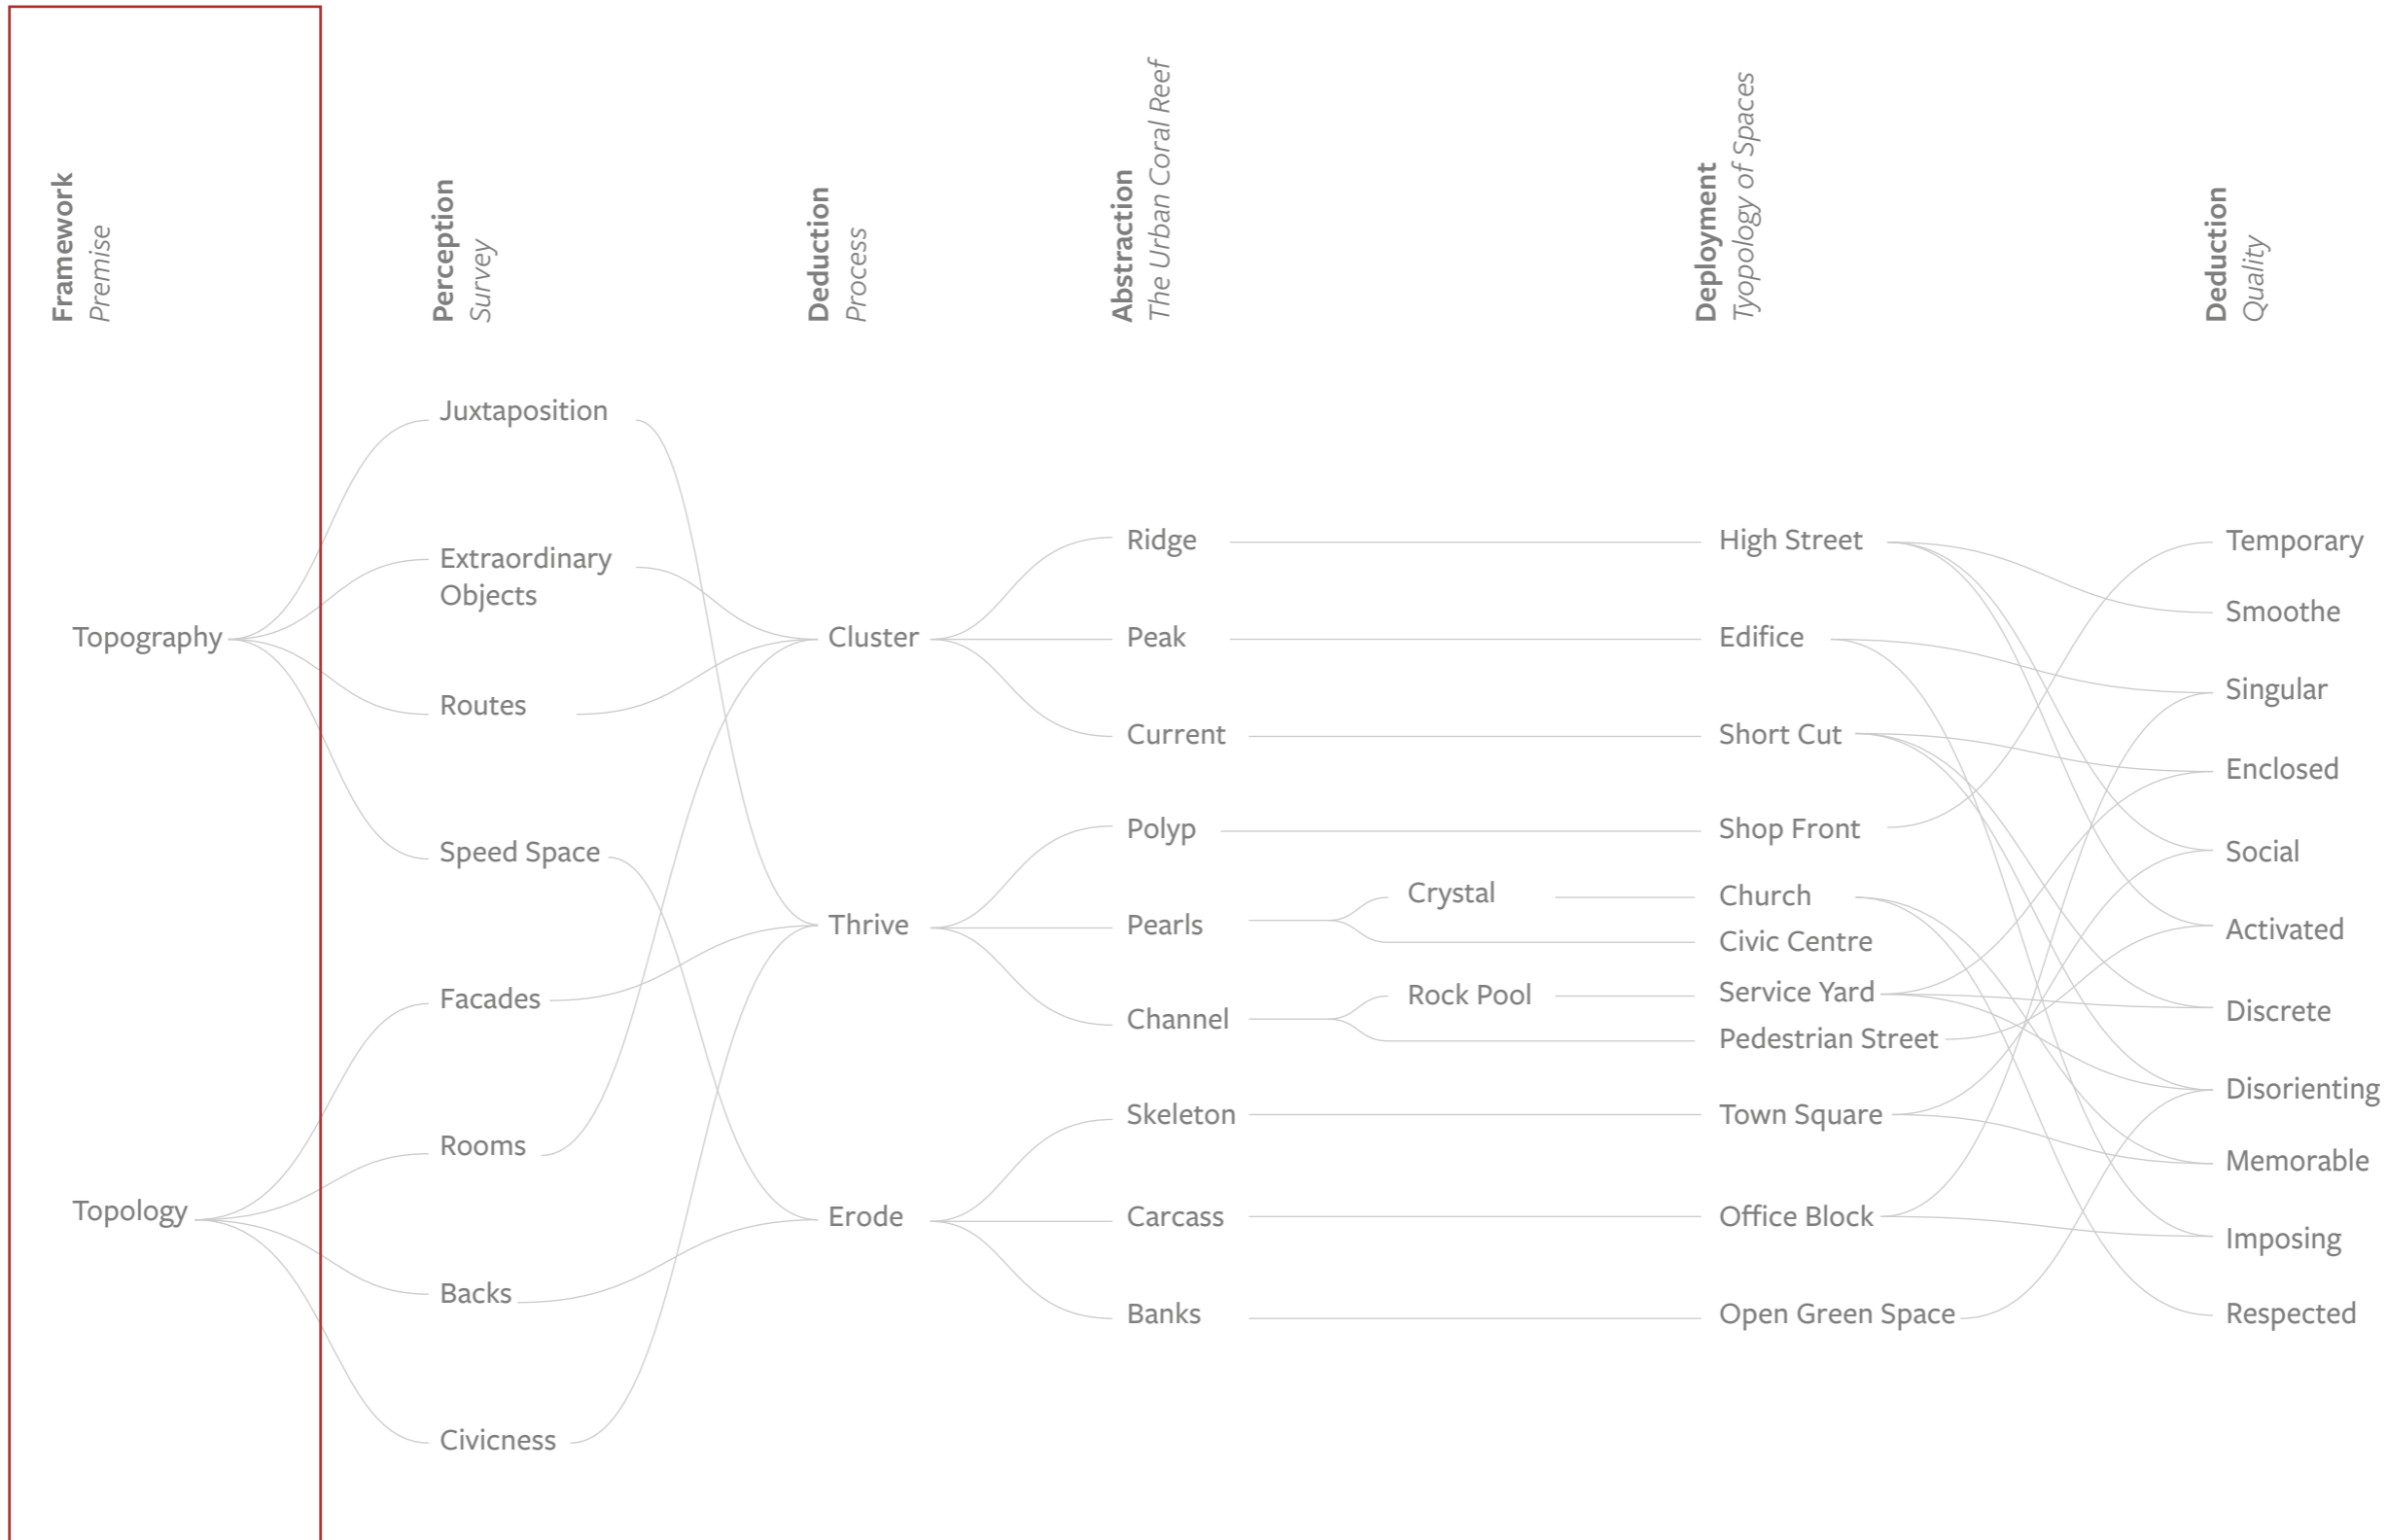 Framework
Premise
Perception
Survey
Deduction
Process
Abstraction
The Urban Coral Reef
Deployment
Tyopology of Spaces
Deduction
Quality
Topography
Topology
Juxtaposition
Extraordinary
Objects
Routes
Speed Space
Facades
Rooms
Backs
Civicness
Cluster
Thrive
Erode
Ridge
Peak
Current
Polyp
Pearls
Channel
Skeleton
Carcass
Banks
Crystal
Rock Pool
High Street
Edifice
Short Cut
Shop Front
Church
Civic Centre
Service Yard
Pedestrian Street
Town Square
Office Block
Open Green Space
Temporary
Smoothe
Singular
Enclosed
Social
Activated
Discrete
Disorienting
Memorable
Imposing
Respected